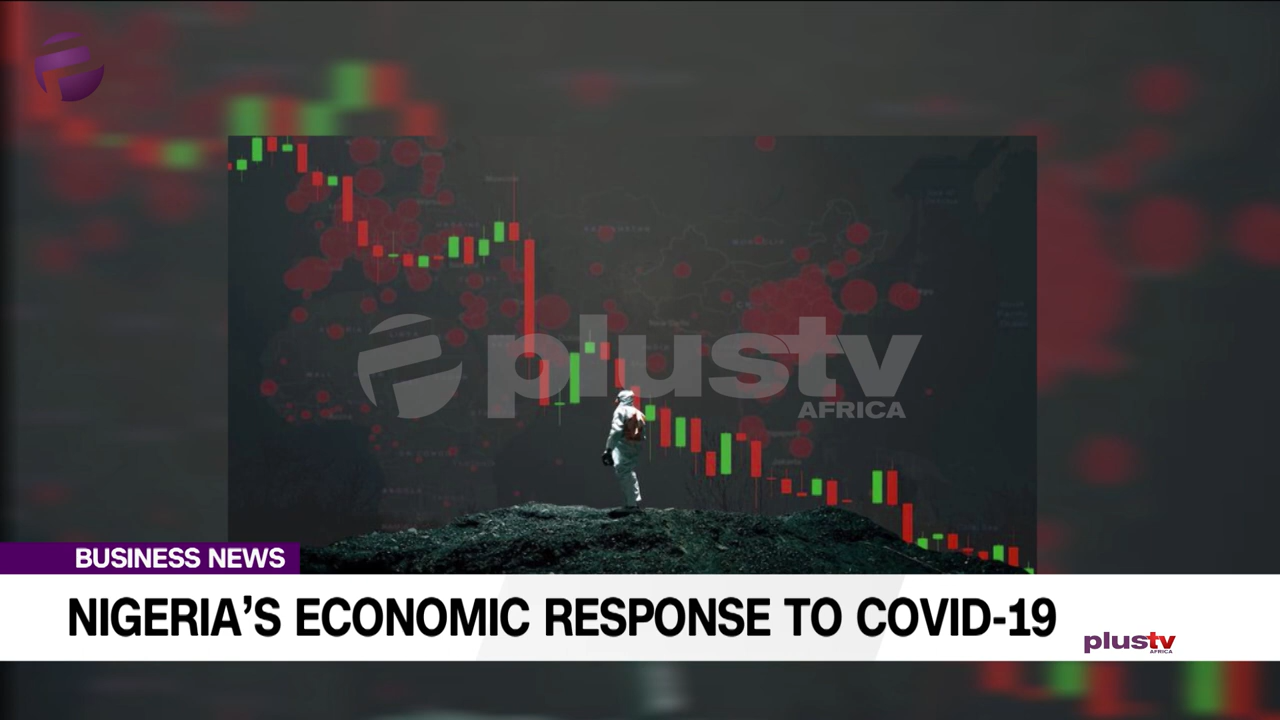 plustv
AFRICA
BUSINESS NEWS
NIGERIA'S ECONOMIC RESPONSE TO COVID-19
plustv
AFRICA